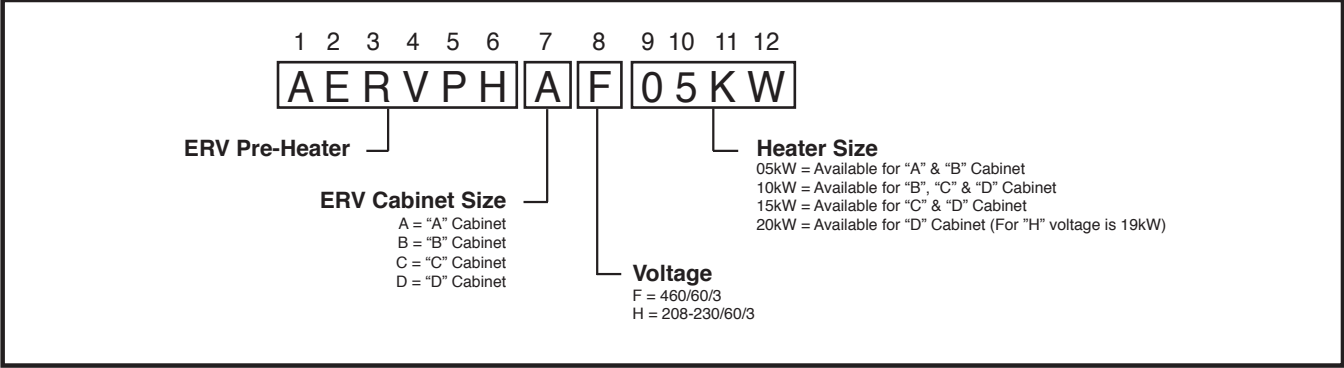 1 2 3 4 5 6 7 8 9 10 11 12
A E R V P H A F 0 5 K W
ERV Pre-Heater
Heater Size
05kW = Available for “A” & “B” Cabinet
10kW = Available for “B”, “C” & “D” Cabinet
15kW = Available for “C” & “D” Cabinet
20kW = Available for “D” Cabinet (For ”H” voltage is 19kW)
ERV Cabinet Size
A = “A” Cabinet
B = “B” Cabinet
C = “C” Cabinet
D = “D” Cabinet
Voltage
F = 460/60/3
H = 208-230/60/3